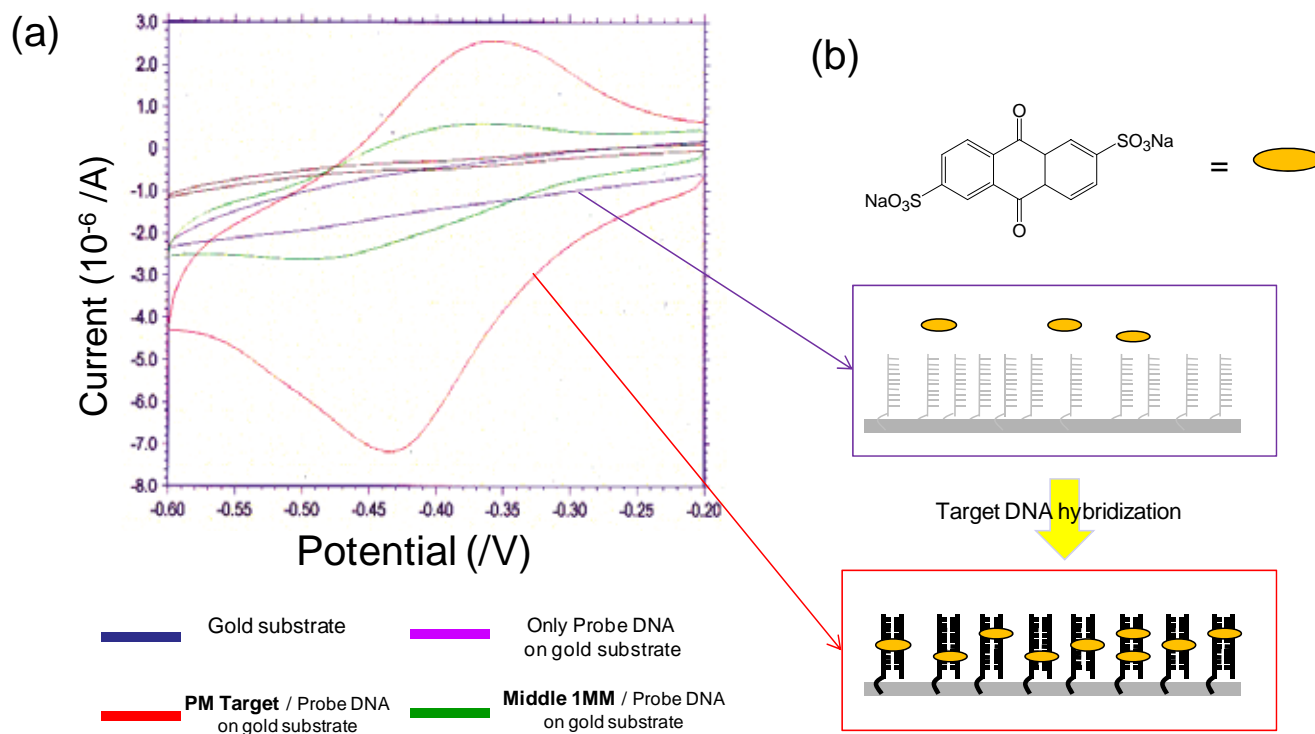 (a)
3.0
2.0
1.0
0
-1.0
-2.0
-3.0
-4.0
-5.0
-6.0
-7.0
-8.0
Current (10-6 /A)
-0.60 -0.55 -0.50 -0.45 -0.40 -0.35 -0.30 -0.25 -0.20
Potential (/V)
Gold substrate
Only Probe DNA
on gold substrate
PM Target / Probe DNA
on gold substrate
Middle 1MM / Probe DNA
on gold substrate
(b)
O
SO3Na
NaO3S
O
=
Target DNA hybridization